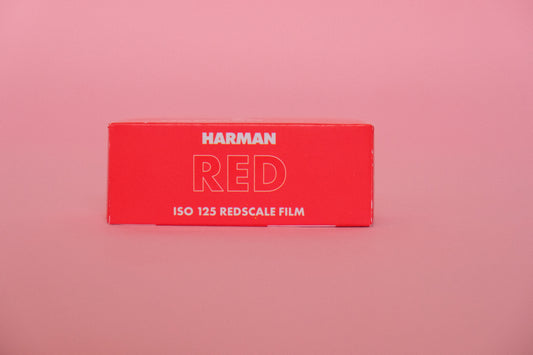 HARMAN
RED
ISO 125 REDSCALE FILM